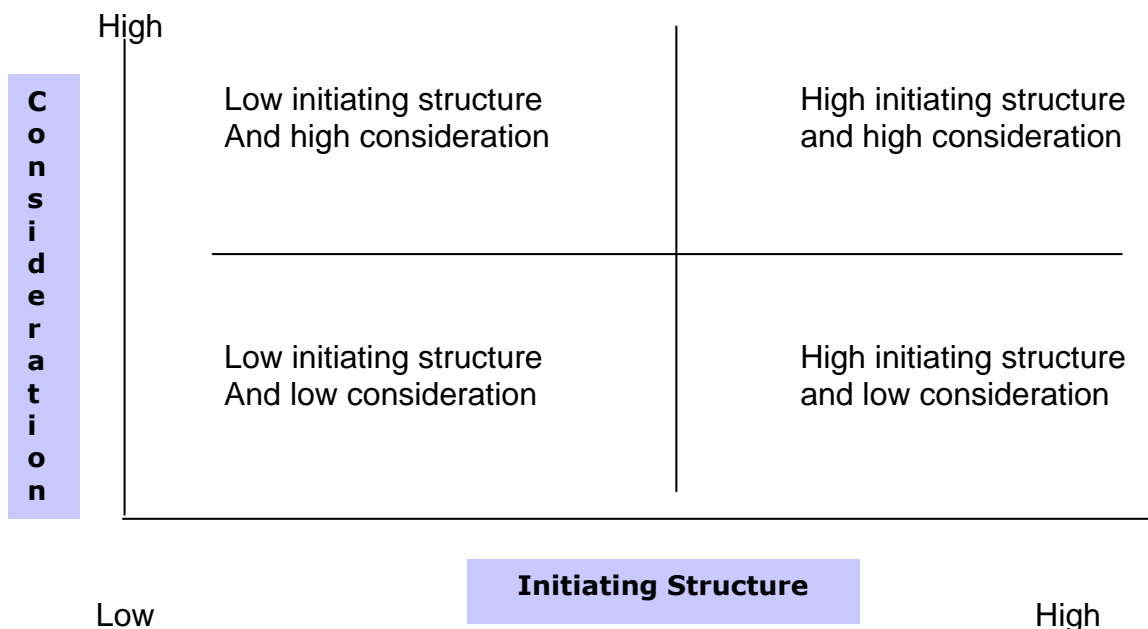 High
Consideration
Low initiating structure
And high consideration
High initiating structure
and high consideration
Low initiating structure
And low consideration
High initiating structure
and low consideration
Initiating Structure
Low
High